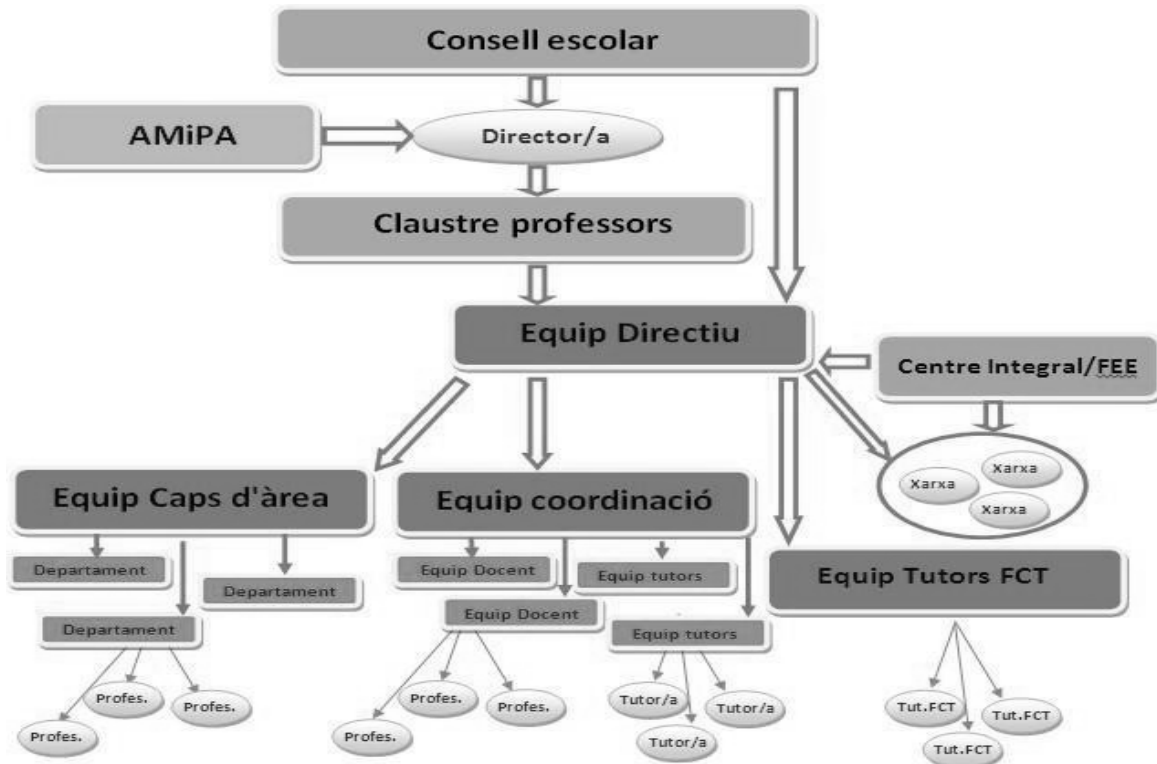 Consell escolar
AMiPA
Director/a
Claustre professors
Equip Directiu
Centre Integral/FEE
Xarxa
Xarxa
Xarxa
Equip Caps d'àrea
Equip coordinació
Equip Tutors FCT
Departament
Departament
Departament
Equip Docent
Equip tutors
Equip Docent
Equip tutors
Profes.
Profes.
Profes.
Profes.
Profes.
Profes.
Tutor/a
Tutor/a
Tutor/a
Tut.FCT
Tut.FCT
Tut.FCT